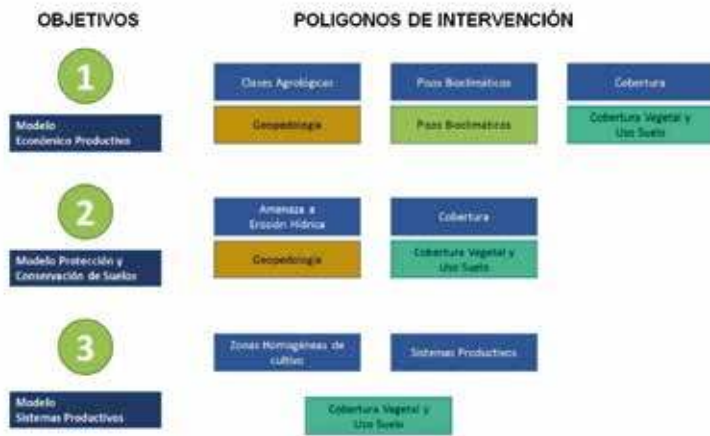 OBJETIVOS
POLIGONOS DE INTERVENCIÓN
1
Clases Agrológicas
Pisos Bioclimáticos
Cobertura
Geopedología
Pisos Bioclimáticos
Cobertura Vegetal y
Uso Suelo
Modelo
Económico Productivo
2
Amenaza a
Erosión Hídrica
Cobertura
Geopedología
Cobertura Vegetal y
Uso Suelo
Modelo Protección y
Conservación de Suelos
3
Zonas Homogéneas de
cultivo
Sistemas Productivos
Modelo
Sistemas Productivos
Cobertura Vegetal y
Uso Suelo